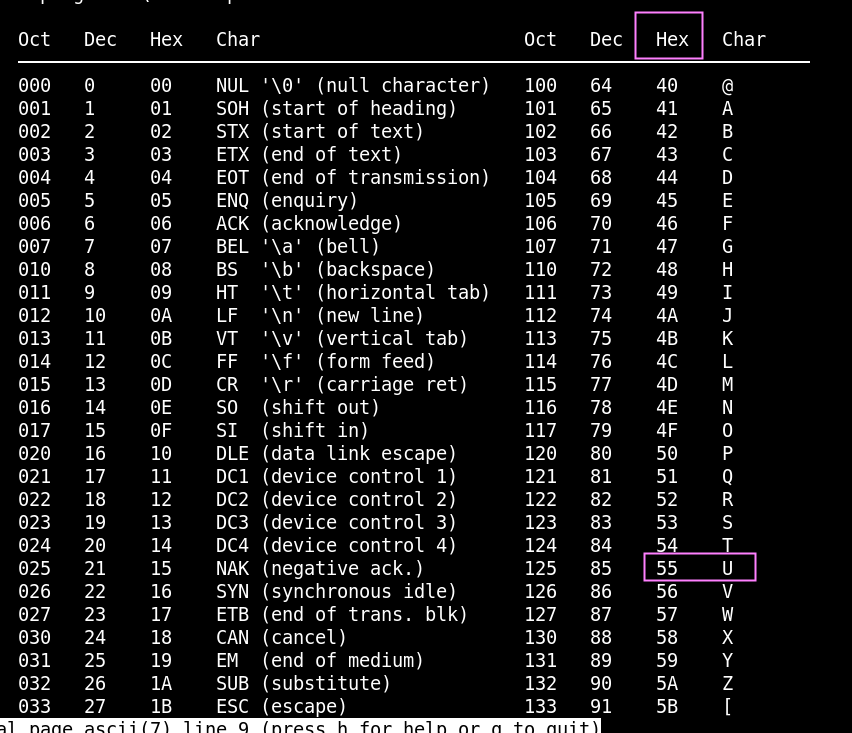 Oct   Dec   Hex   Char                        Oct   Dec   Hex   Char
000   0     00    NUL '\0' (null character)   100   64    40    @
001   1     01    SOH (start of heading)      101   65    41    A
002   2     02    STX (start of text)         102   66    42    B
003   3     03    ETX (end of text)           103   67    43    C
004   4     04    EOT (end of transmission)   104   68    44    D
005   5     05    ENQ (enquiry)               105   69    45    E
006   6     06    ACK (acknowledge)           106   70    46    F
007   7     07    BEL '\a' (bell)             107   71    47    G
010   8     08    BS  '\b' (backspace)        110   72    48    H
011   9     09    HT  '\t' (horizontal tab)   111   73    49    I
012   10    0A    LF  '\n' (new line)         112   74    4A    J
013   11    0B    VT  '\v' (vertical tab)     113   75    4B    K
014   12    0C    FF  '\f' (form feed)        114   76    4C    L
015   13    0D    CR  '\r' (carriage ret)     115   77    4D    M
016   14    0E    SO  (shift out)             116   78    4E    N
017   15    0F    SI  (shift in)              117   79    4F    O
020   16    10    DLE (data link escape)      120   80    50    P
021   17    11    DC1 (device control 1)      121   81    51    Q
022   18    12    DC2 (device control 2)      122   82    52    R
023   19    13    DC3 (device control 3)      123   83    53    S
024   20    14    DC4 (device control 4)      124   84    54    T
025   21    15    NAK (negative ack.)         125   85    55    U
026   22    16    SYN (synchronous idle)      126   86    56    V
027   23    17    ETB (end of trans. blk)     127   87    57    W
030   24    18    CAN (cancel)                130   88    58    X
031   25    19    EM  (end of medium)         131   89    59    Y
032   26    1A    SUB (substitute)            132   90    5A    Z
033   27    1B    ESC (escape)                133   91    5B    [
al page ascii(7) line 9 (press h for help or q to quit)